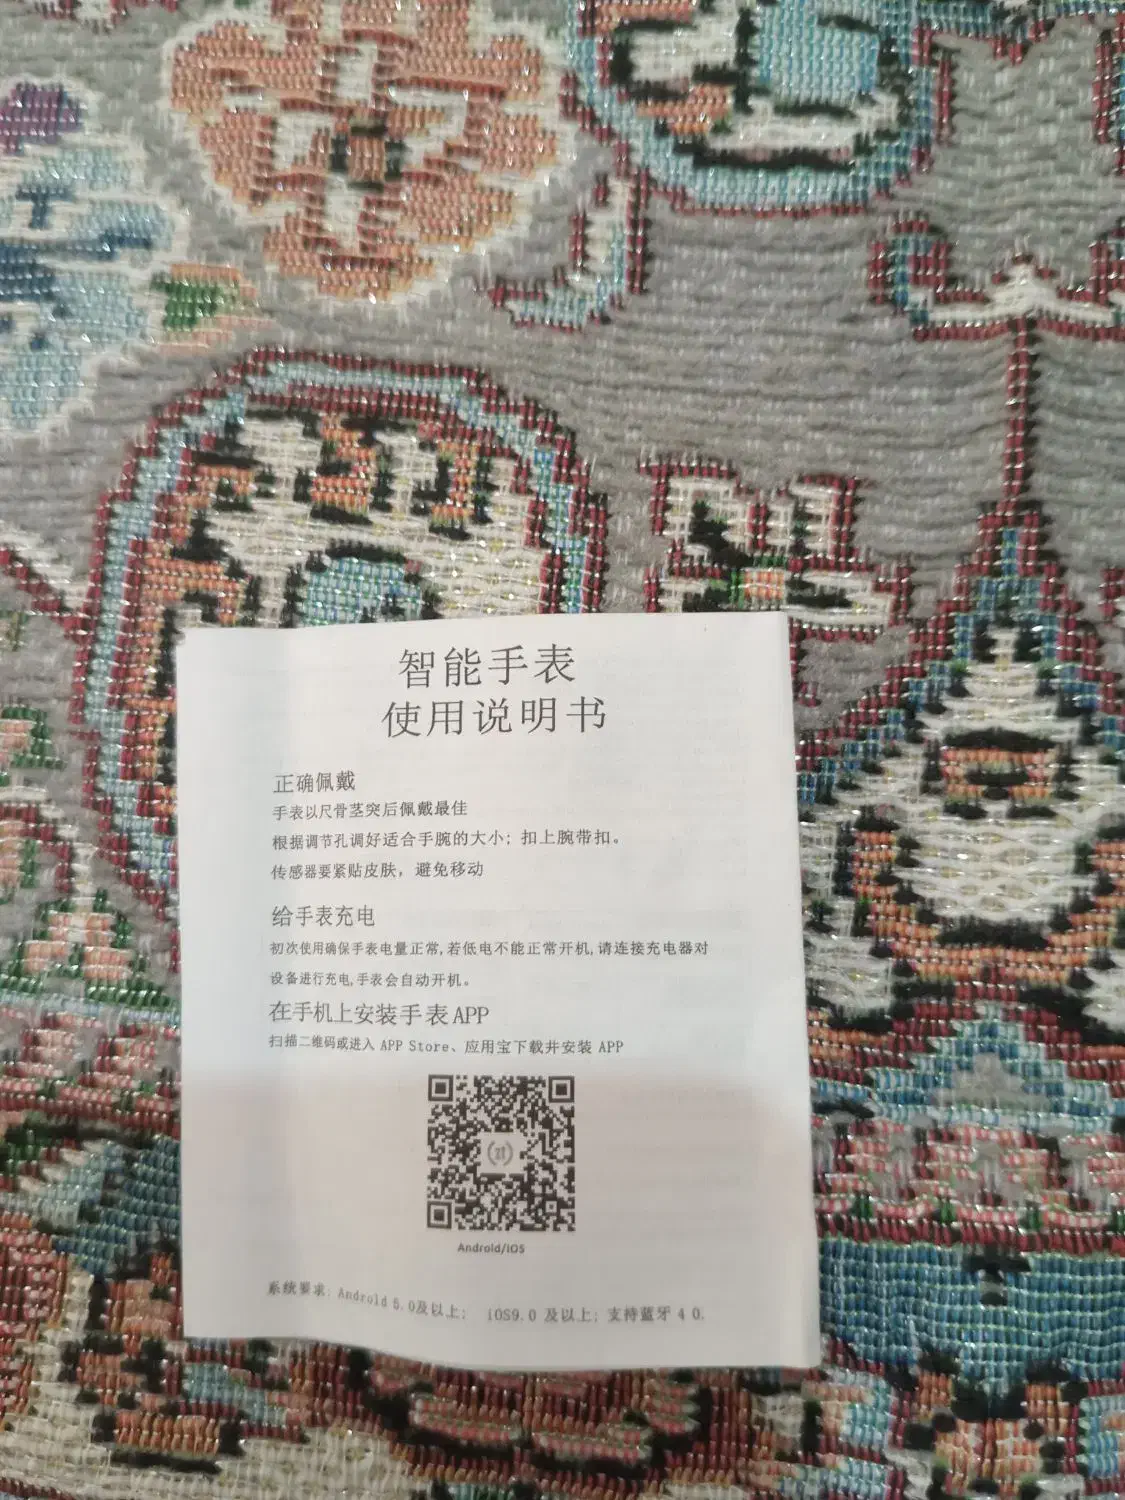 智能手表
使用说明书
正确佩戴
手表以尺骨茎突后佩戴最佳
根据调节孔调好适合手腕的大小；扣上腕带扣。
传感器要紧贴皮肤，避免移动
给手表充电
初次使用确保手表电量正常,若低电不能正常开机,请连接充电器对
设备进行充电,手表会自动开机。
在手机上安装手表APP
扫描二维码或进入 APP Store、应用宝下载并安装 APP
Android/iOS
系统要求: Android 5.0及以上； iOS9.0 及以上；支持蓝牙 4 0.